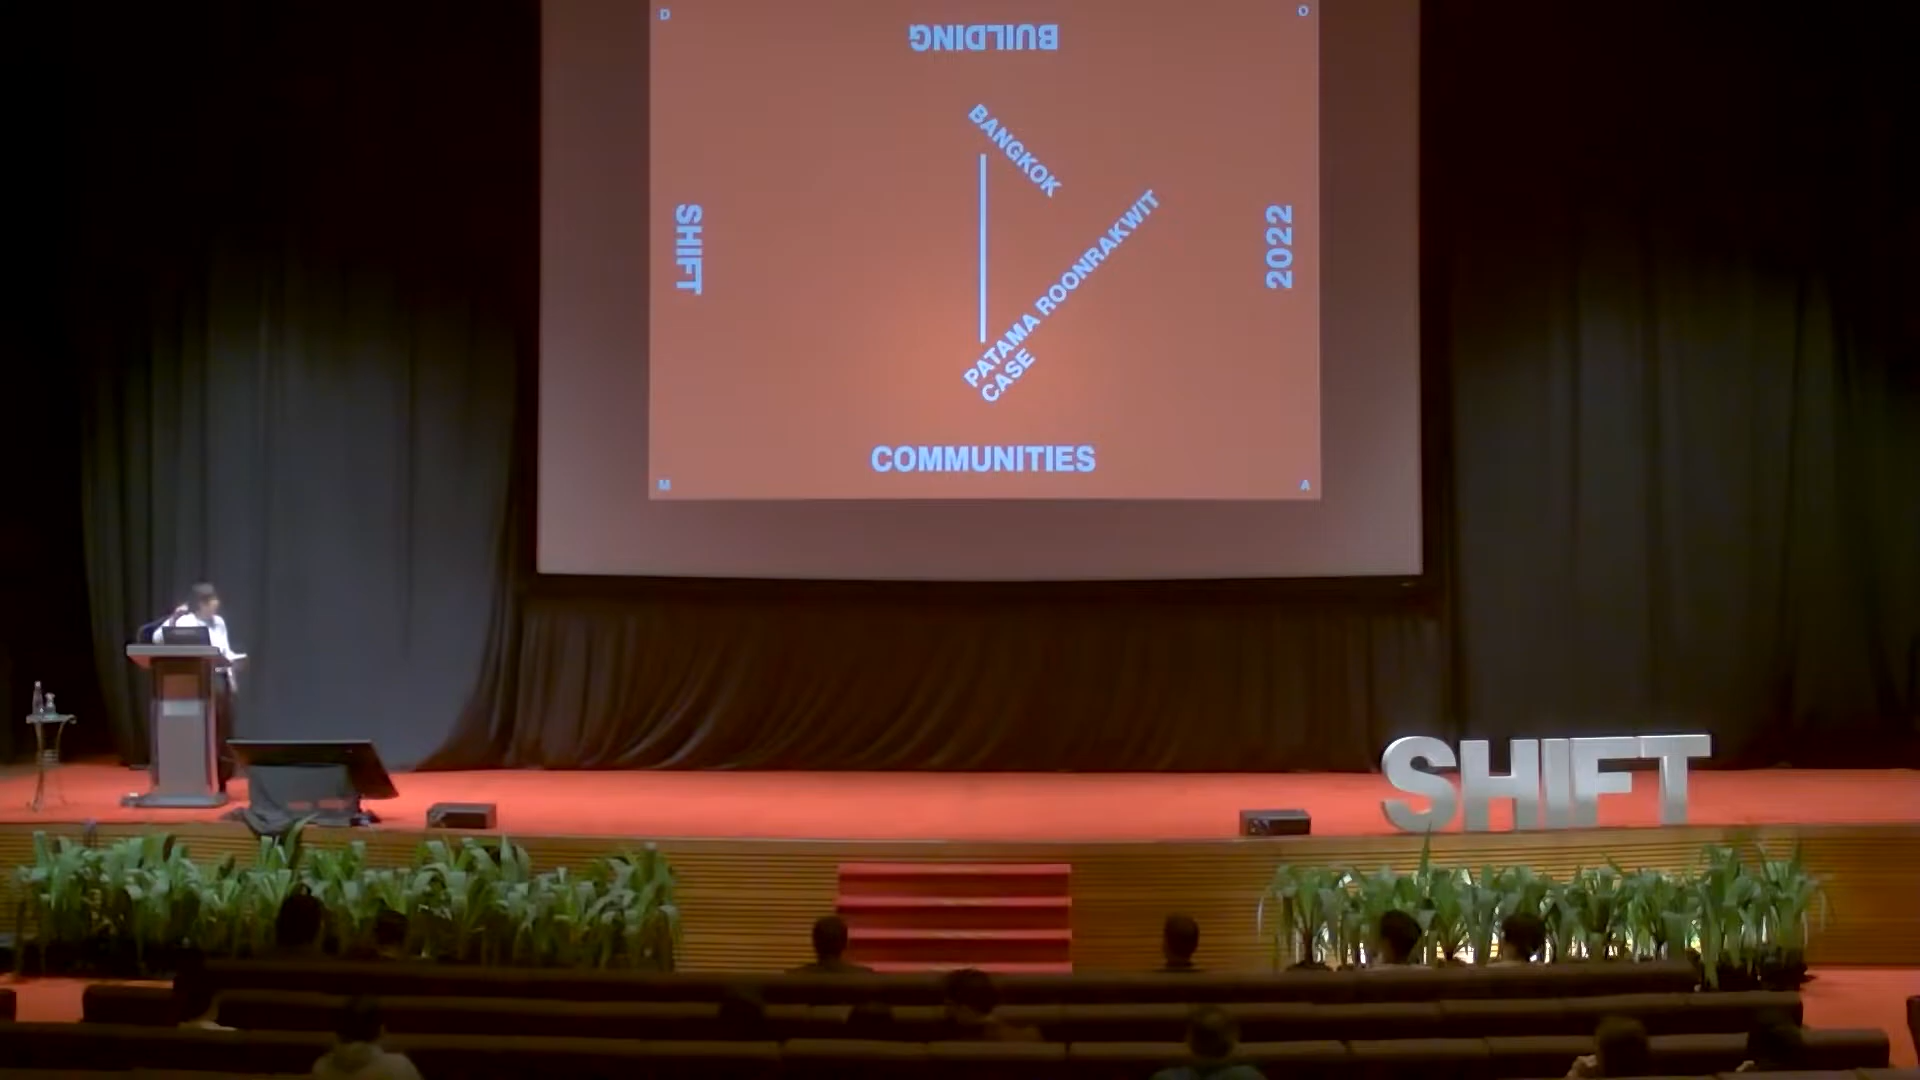 D
O
BUILDING
BANGKOK
SHIFT
2022
PATAMA ROONRAKWIT
CASE
COMMUNITIES
M
A
SHIFT